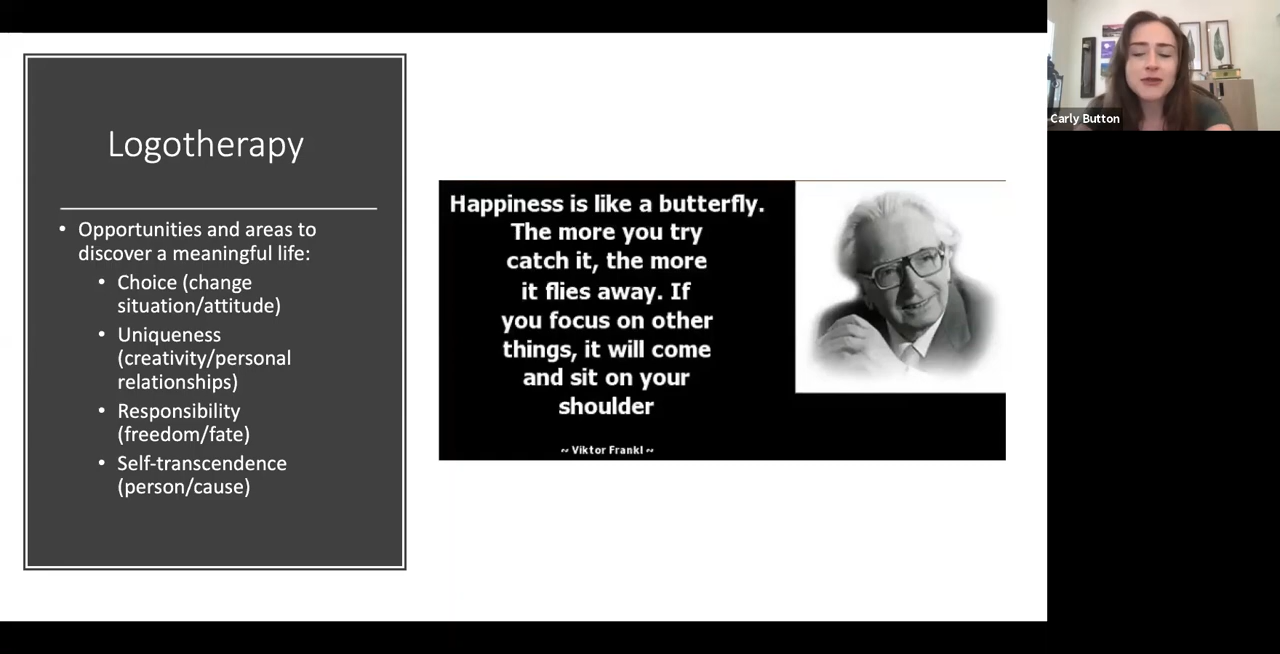 Logotherapy
• Opportunities and areas to
discover a meaningful life:
• Choice (change
situation/attitude)
• Uniqueness
(creativity/personal
relationships)
• Responsibility
(freedom/fate)
• Self-transcendence
(person/cause)
Happiness is like a butterfly.
The more you try
catch it, the more
it flies away. If
you focus on other
things, it will come
and sit on your
shoulder
~ Viktor Frankl ~
Carly Button